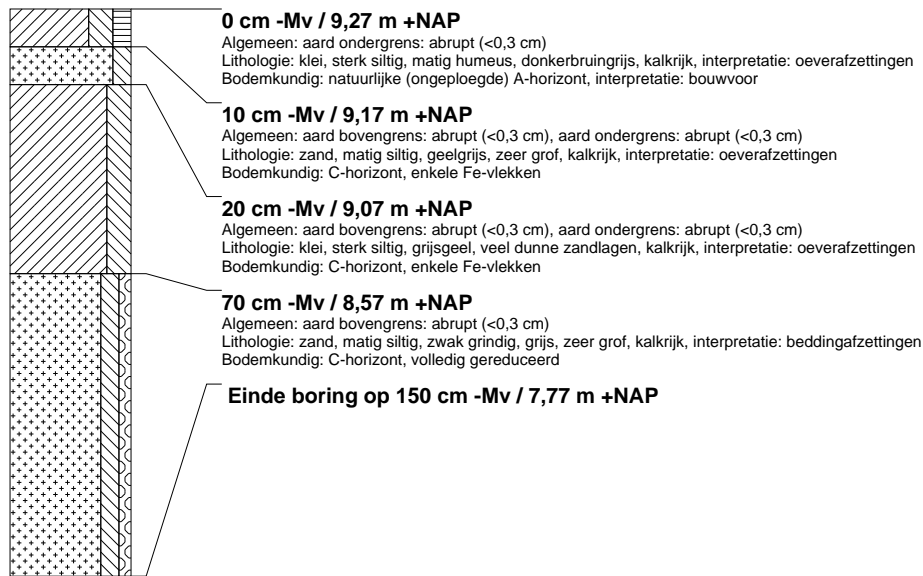 0 cm -Mv / 9,27 m +NAP
Algemeen: aard ondergrens: abrupt (<0,3 cm)
Lithologie: klei, sterk siltig, matig humeus, donkerbruingrijs, kalkrijk, interpretatie: oeverafzettingen
Bodemkundig: natuurlijke (ongeploegde) A-horizont, interpretatie: bouwvoor
10 cm -Mv / 9,17 m +NAP
Algemeen: aard bovengrens: abrupt (<0,3 cm), aard ondergrens: abrupt (<0,3 cm)
Lithologie: zand, matig siltig, geelgrijs, zeer grof, kalkrijk, interpretatie: oeverafzettingen
Bodemkundig: C-horizont, enkele Fe-vlekken
20 cm -Mv / 9,07 m +NAP
Algemeen: aard bovengrens: abrupt (<0,3 cm), aard ondergrens: abrupt (<0,3 cm)
Lithologie: klei, sterk siltig, grijsgeel, veel dunne zandlagen, kalkrijk, interpretatie: oeverafzettingen
Bodemkundig: C-horizont, enkele Fe-vlekken
70 cm -Mv / 8,57 m +NAP
Algemeen: aard bovengrens: abrupt (<0,3 cm)
Lithologie: zand, matig siltig, zwak grindig, grijs, zeer grof, kalkrijk, interpretatie: beddingafzettingen
Bodemkundig: C-horizont, volledig gereduceerd
Einde boring op 150 cm -Mv / 7,77 m +NAP